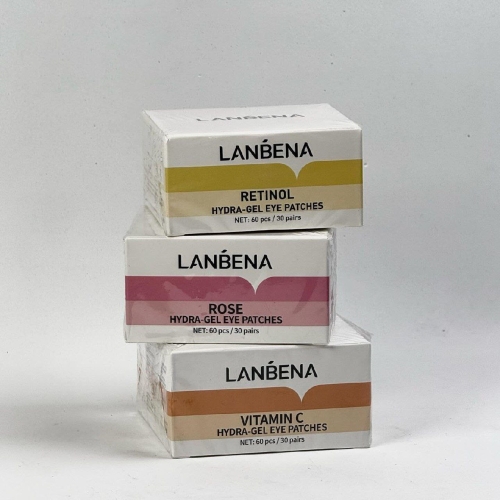 LANBENA
LANBENA
RETINOL
HYDRA-GEL EYE PATCHES
NET: 60 pcs / 30 pairs
LANBENA
ROSE
HYDRA-GEL EYE PATCHES
NET: 60 pcs / 30 pairs
LANBENA
VITAMIN C
HYDRA-GEL EYE PATCHES
NET: 60 pcs / 30 pairs